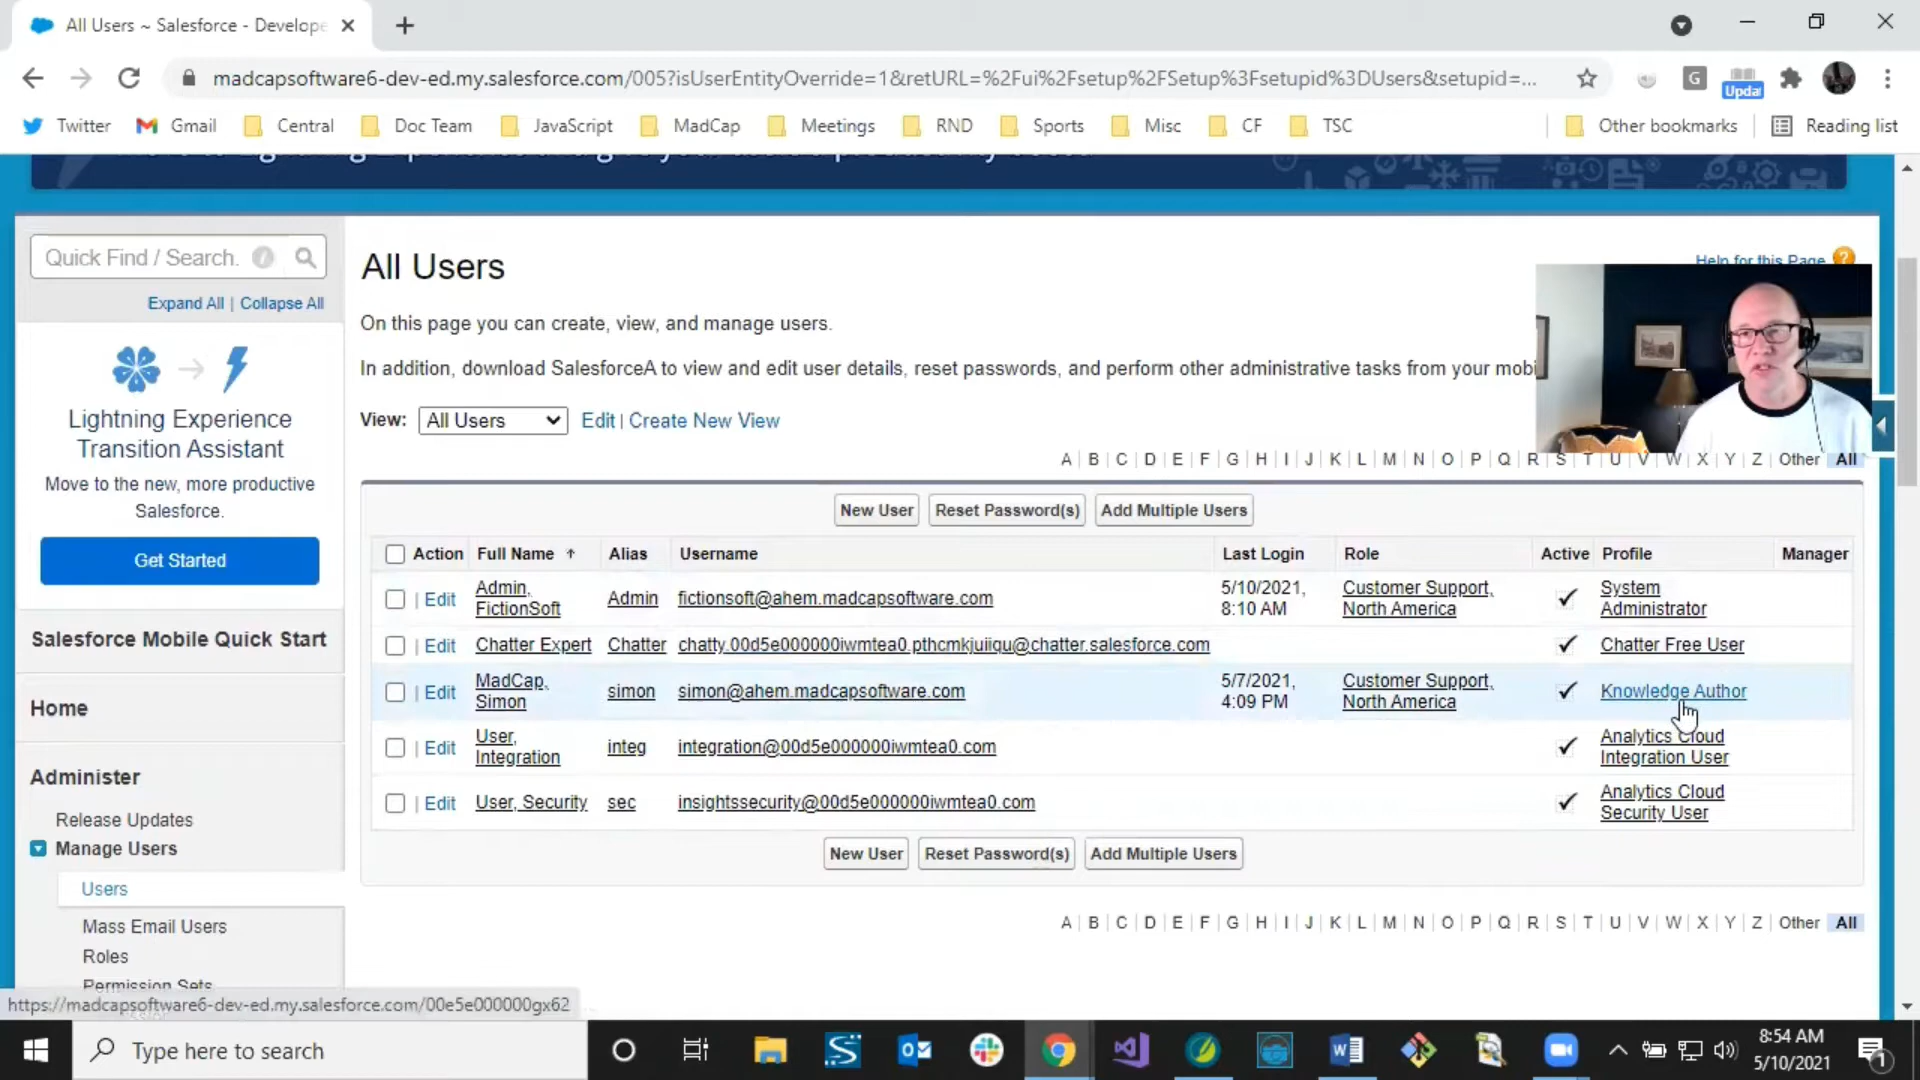 All Users ~ Salesforce - Develope
madcapsoftware6-dev-ed.my.salesforce.com/005?isUserEntityOverride=1&retURL=%2Fui%2Fsetup%2FSetup%3Fsetupid%3DUsers&setupid=...
G
Updat
Twitter Gmail Central Doc Team JavaScript MadCap Meetings RND Sports Misc CF TSC Other bookmarks Reading list
Quick Find / Search.
Expand All | Collapse All
Lightning Experience
Transition Assistant
Move to the new, more productive
Salesforce.
Get Started
Salesforce Mobile Quick Start
Home
Administer
Release Updates
Manage Users
Users
Mass Email Users
Roles
Permission Sets
All Users
Help for this Page
On this page you can create, view, and manage users.
In addition, download SalesforceA to view and edit user details, reset passwords, and perform other administrative tasks from your mobi
View: All Users Edit | Create New View
A | B | C | D | E | F | G | H | I | J | K | L | M | N | O | P | Q | R | S | T | U | V | W | X | Y | Z | Other All
New User Reset Password(s) Add Multiple Users
Action Full Name Alias Username Last Login Role Active Profile Manager
Edit Admin, FictionSoft Admin fictionsoft@ahem.madcapsoftware.com 5/10/2021, 8:10 AM Customer Support, North America System Administrator
Edit Chatter Expert Chatter chatty.00d5e000000iwmtea0.pthcmkjuiiqu@chatter.salesforce.com Chatter Free User
Edit MadCap, Simon simon simon@ahem.madcapsoftware.com 5/7/2021, 4:09 PM Customer Support, North America Knowledge Author
Edit User, Integration integ integration@00d5e000000iwmtea0.com Analytics Cloud Integration User
Edit User, Security sec insightssecurity@00d5e000000iwmtea0.com Analytics Cloud Security User
New User Reset Password(s) Add Multiple Users
A | B | C | D | E | F | G | H | I | J | K | L | M | N | O | P | Q | R | S | T | U | V | W | X | Y | Z | Other All
https://madcapsoftware6-dev-ed.my.salesforce.com/00e5e000000gx62
Type here to search
8:54 AM
5/10/2021
1